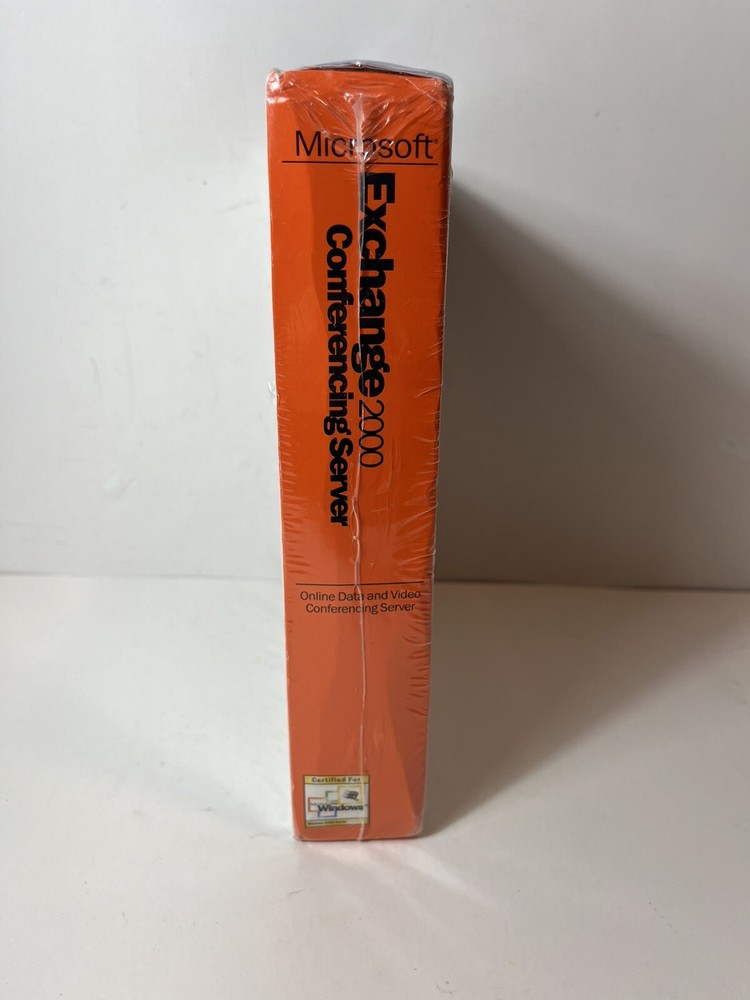 Microsoft®
Exchange 2000
Conferencing Server
Online Data and Video
Conferencing Server
Certified For
Windows